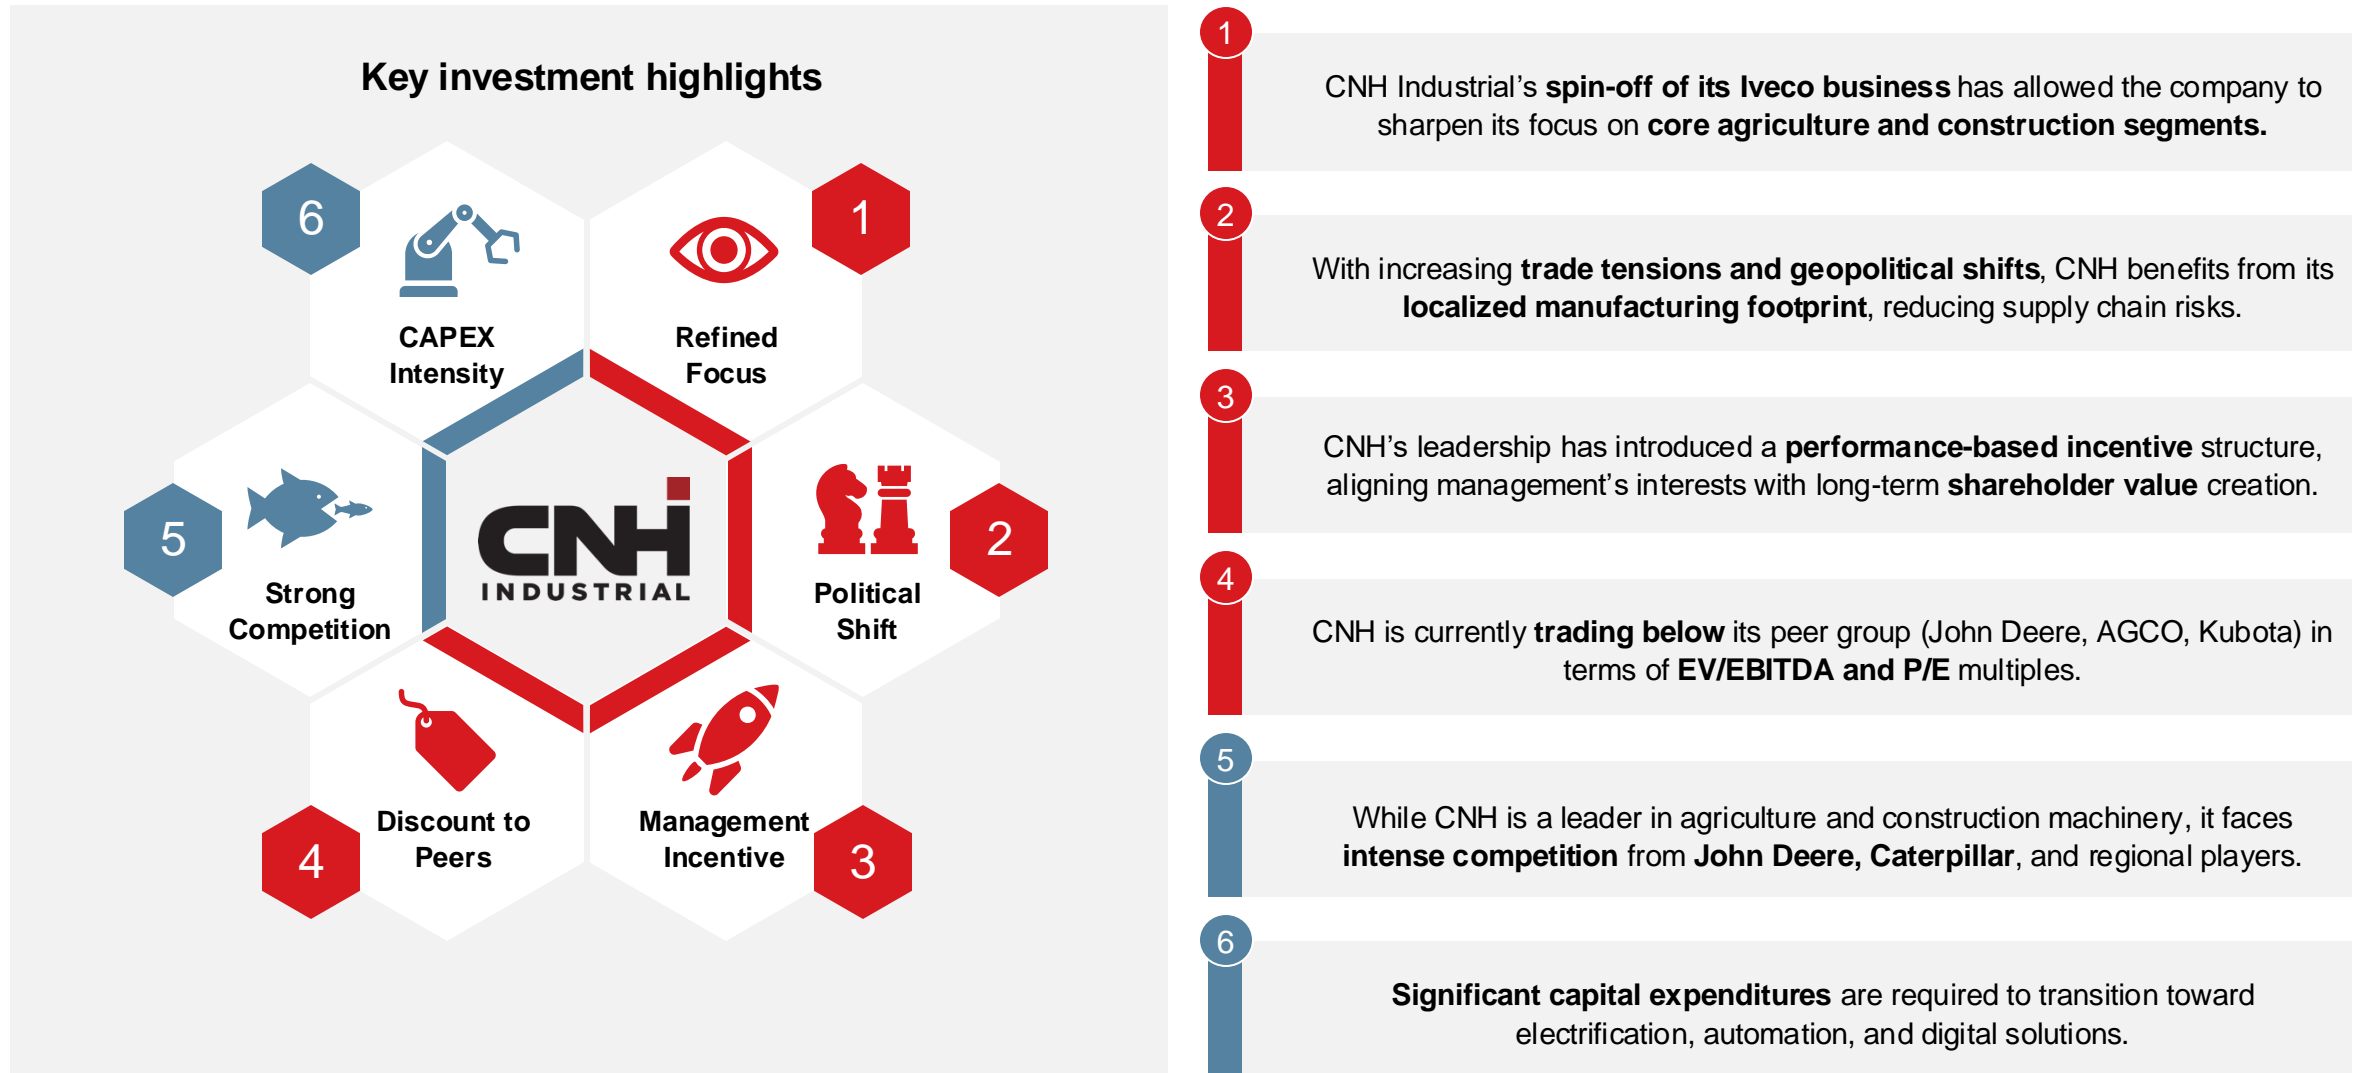 Key investment highlights
6
1
CAPEX
Intensity
Refined
Focus
5
2
CNH
INDUSTRIAL
Strong
Competition
Political
Shift
4
3
Discount to
Peers
Management
Incentive
1
CNH Industrial’s spin-off of its Iveco business has allowed the company to
sharpen its focus on core agriculture and construction segments.
2
With increasing trade tensions and geopolitical shifts, CNH benefits from its
localized manufacturing footprint, reducing supply chain risks.
3
CNH’s leadership has introduced a performance-based incentive structure,
aligning management’s interests with long-term shareholder value creation.
4
CNH is currently trading below its peer group (John Deere, AGCO, Kubota) in
terms of EV/EBITDA and P/E multiples.
5
While CNH is a leader in agriculture and construction machinery, it faces
intense competition from John Deere, Caterpillar, and regional players.
6
Significant capital expenditures are required to transition toward
electrification, automation, and digital solutions.